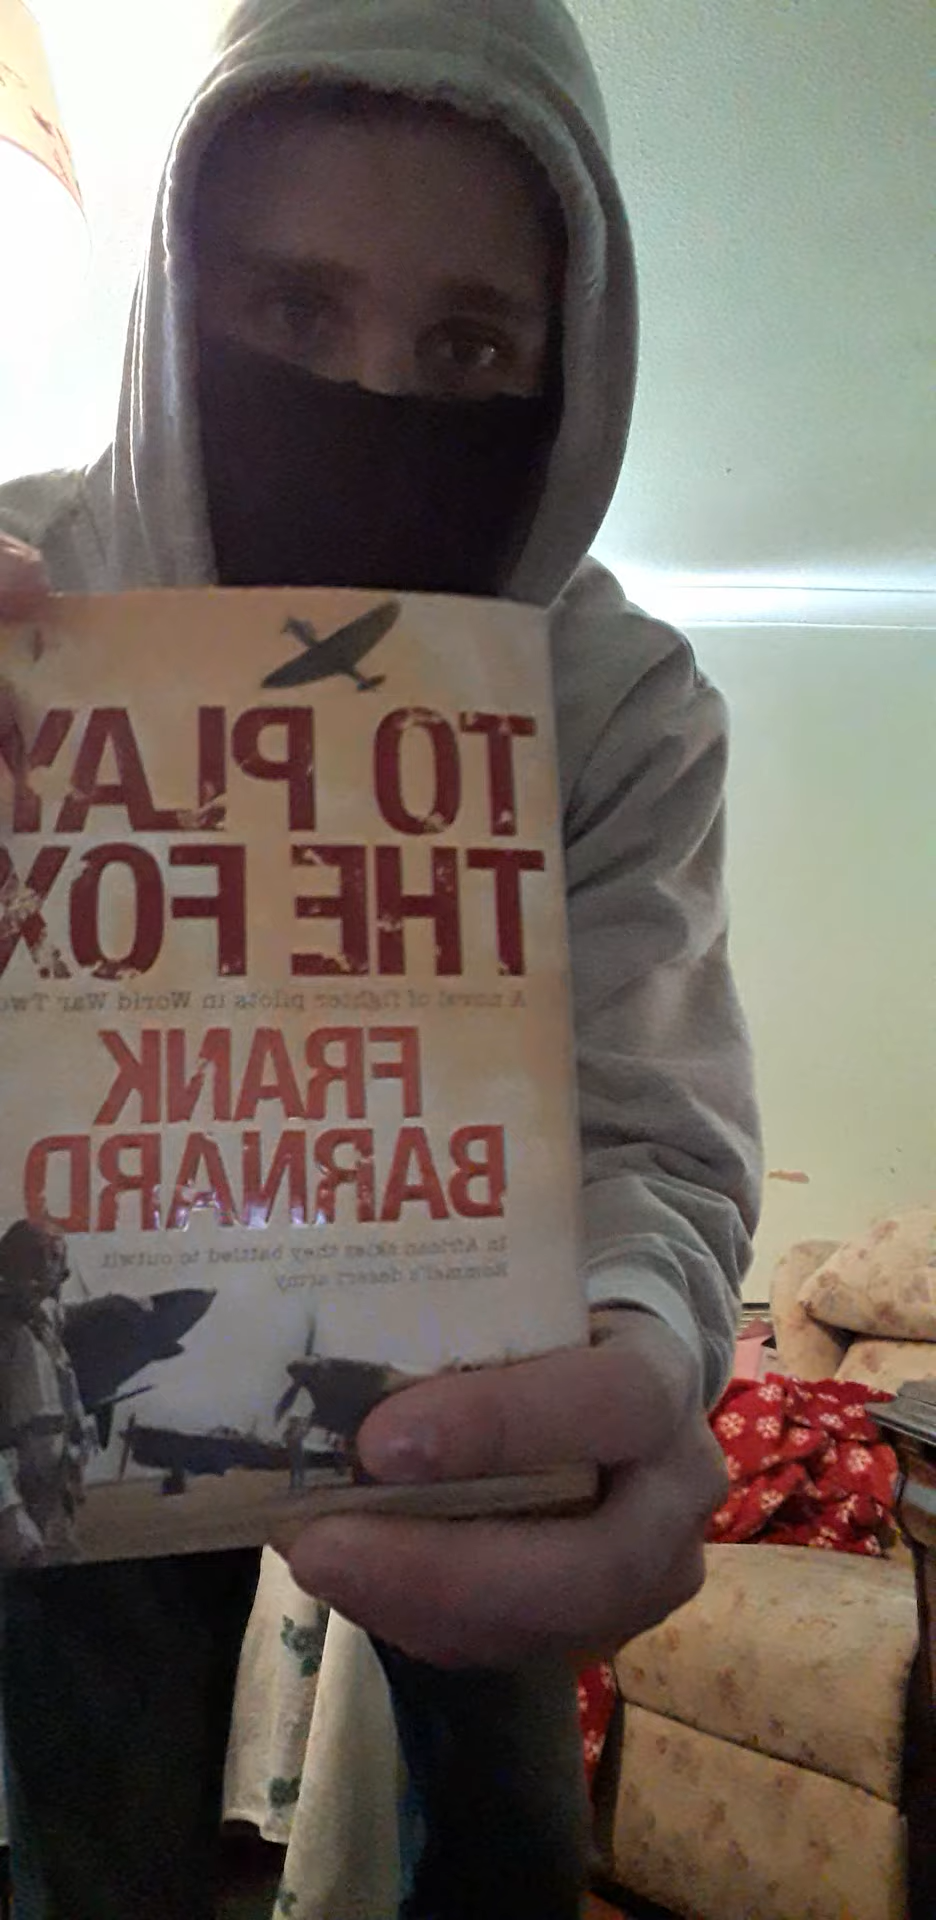 TO PLAY
THE FOX
A novel of fighter pilots in World War Two
FRANK
BARNARD
In African skies they battled to outwit
Rommel's desert army